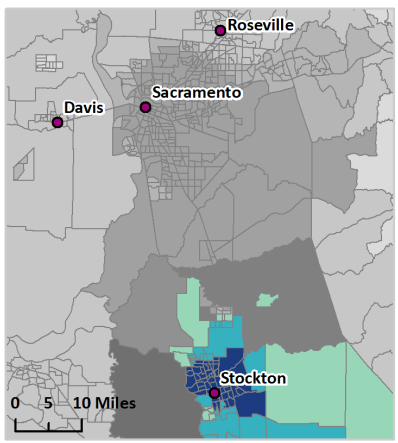 Roseville
Sacramento
Davis
Stockton
0 5 10 Miles